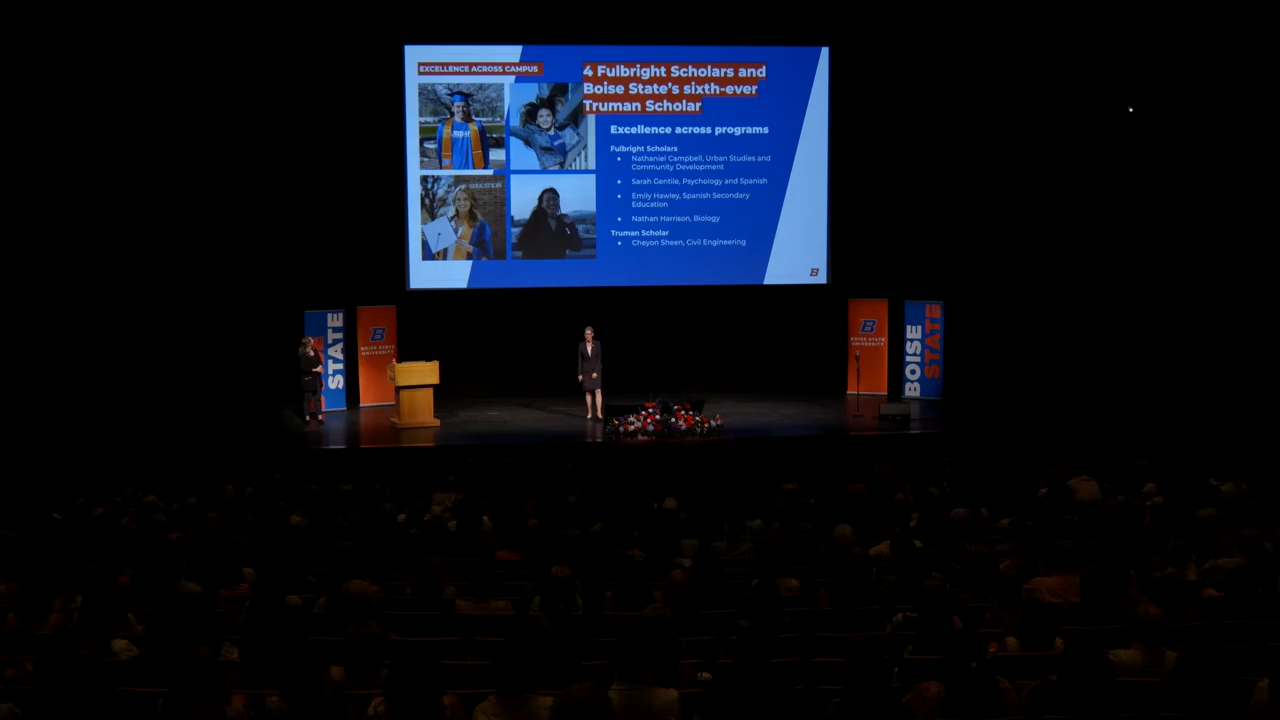 EXCELLENCE ACROSS CAMPUS
4 Fulbright Scholars and
Boise State's sixth-ever
Truman Scholar
Excellence across programs
Fulbright Scholars
● Nathaniel Campbell, Urban Studies and
Community Development
● Sarah Gentile, Psychology and Spanish
● Emily Hawley, Spanish Secondary
Education
● Nathan Harrison, Biology
Truman Scholar
● Cheyon Sheen, Civil Engineering
B
STATE
B
BOISE STATE
UNIVERSITY
B
BOISE STATE
UNIVERSITY
BOISE
STATE